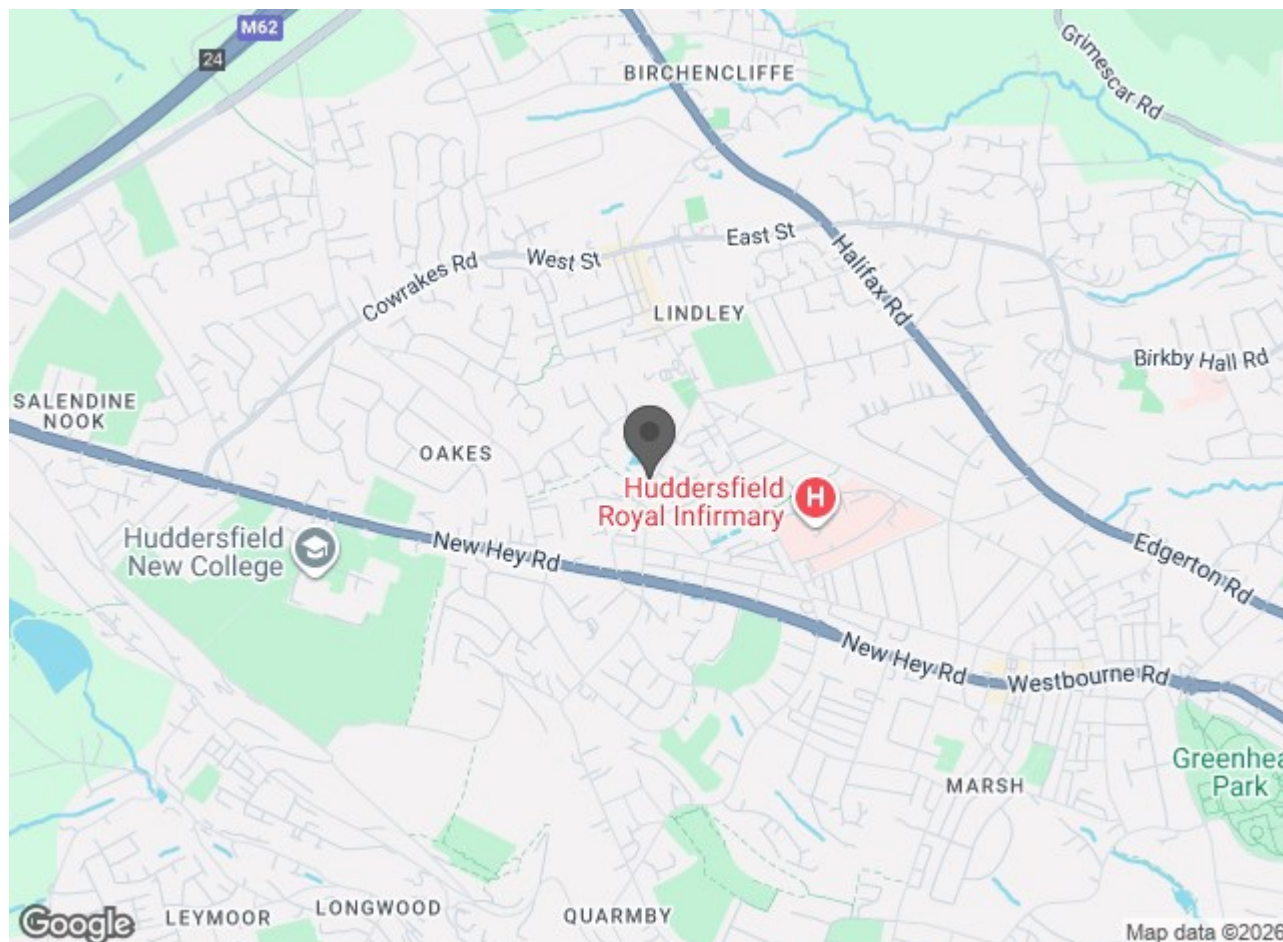 M62
24
BIRCHENCLIFFE
Grimescar Rd
East St
West St
Cowrakes Rd
Halifax Rd
LINDLEY
Birkby Hall Rd
SALENDINE
NOOK
OAKES
Huddersfield
Royal Infirmary
H
Huddersfield
New College
New Hey Rd
Edgerton Rd
New Hey Rd
Westbourne Rd
Greenhea
Park
MARSH
LEYMOOR
LONGWOOD
QUARMBY
Google
Map data ©2026